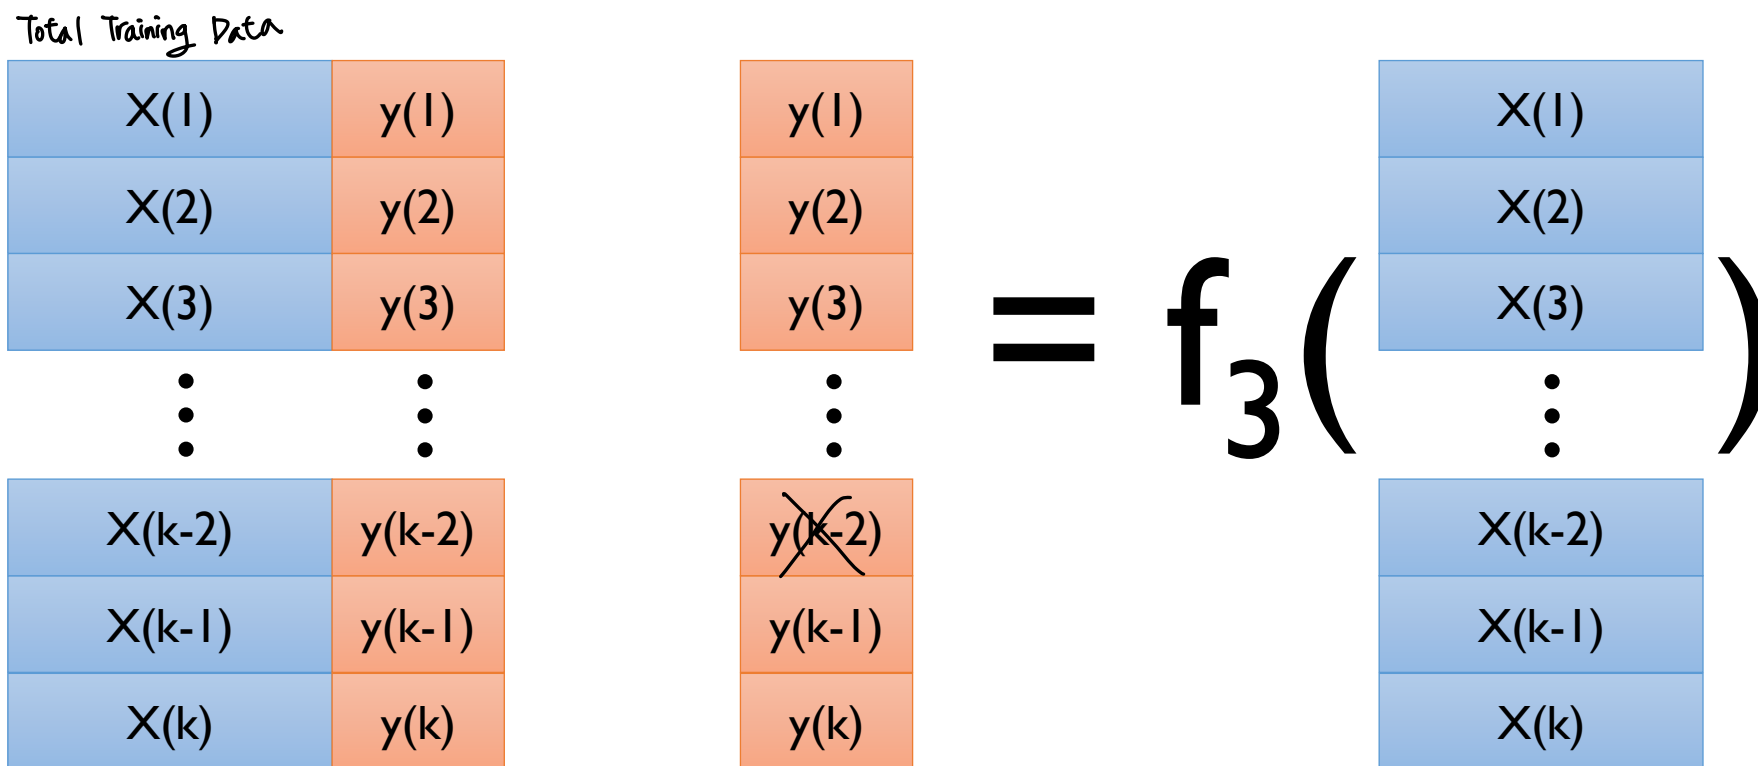 Total Training Data
X(1) y(1) y(1) X(1)
X(2) y(2) y(2) X(2)
X(3) y(3) y(3) = f3( X(3) )
X(k-2) y(k-2) y(k-2) X(k-2)
X(k-1) y(k-1) y(k-1) X(k-1)
X(k) y(k) y(k) X(k)